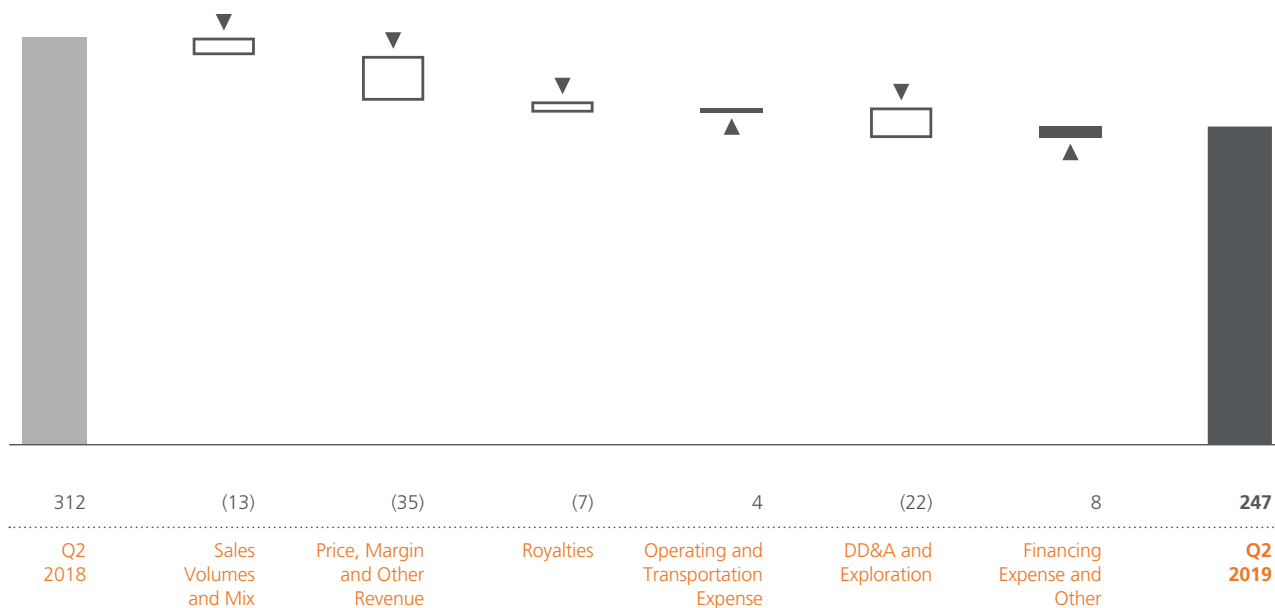 312 (13) (35) (7) 4 (22) 8 247
Q2 Sales Price, Margin Royalties Operating and DD&A and Financing Q2
2018 Volumes and Other Transportation Exploration Expense and 2019
and Mix Revenue Expense Other